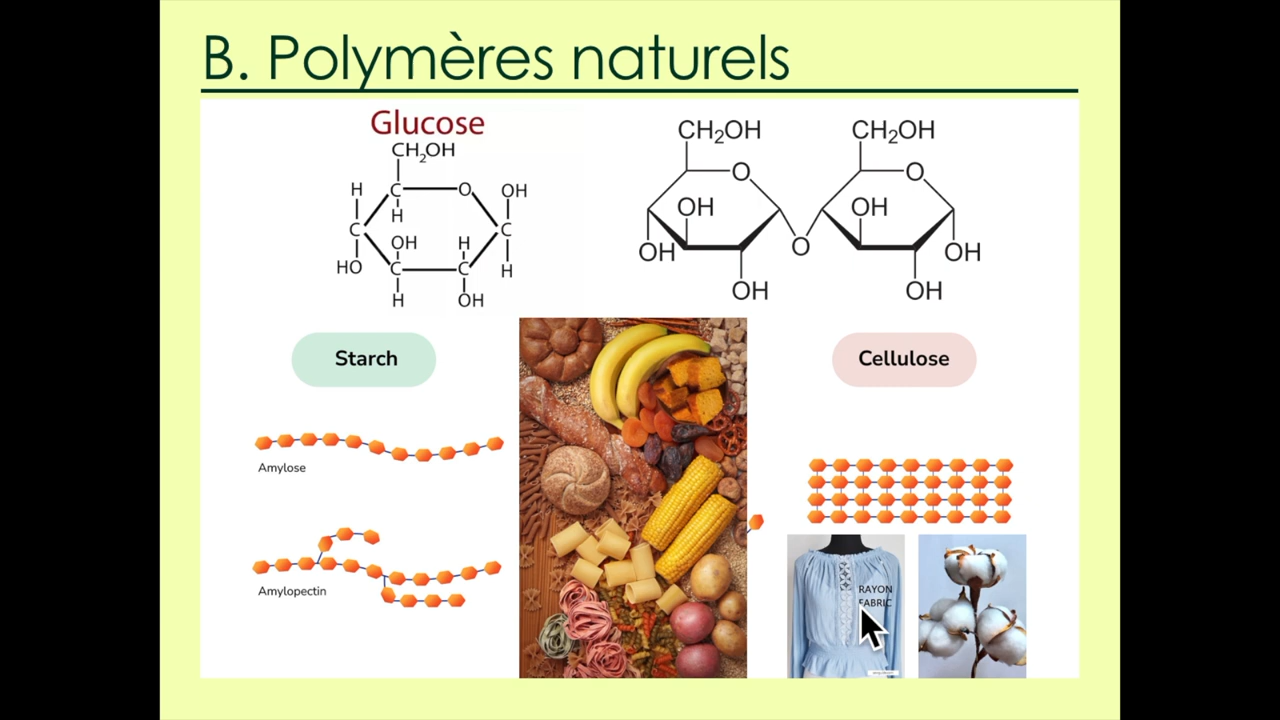 B. Polymères naturels
Glucose
CH₂OH
H
C
O
OH
H
C
C
OH
H
HO
C
C
H
H
OH
CH₂OH
CH₂OH
O
O
OH
OH
OH
O
OH
OH
OH
Starch
Cellulose
Amylose
Amylopectin
RAYON
FABRIC